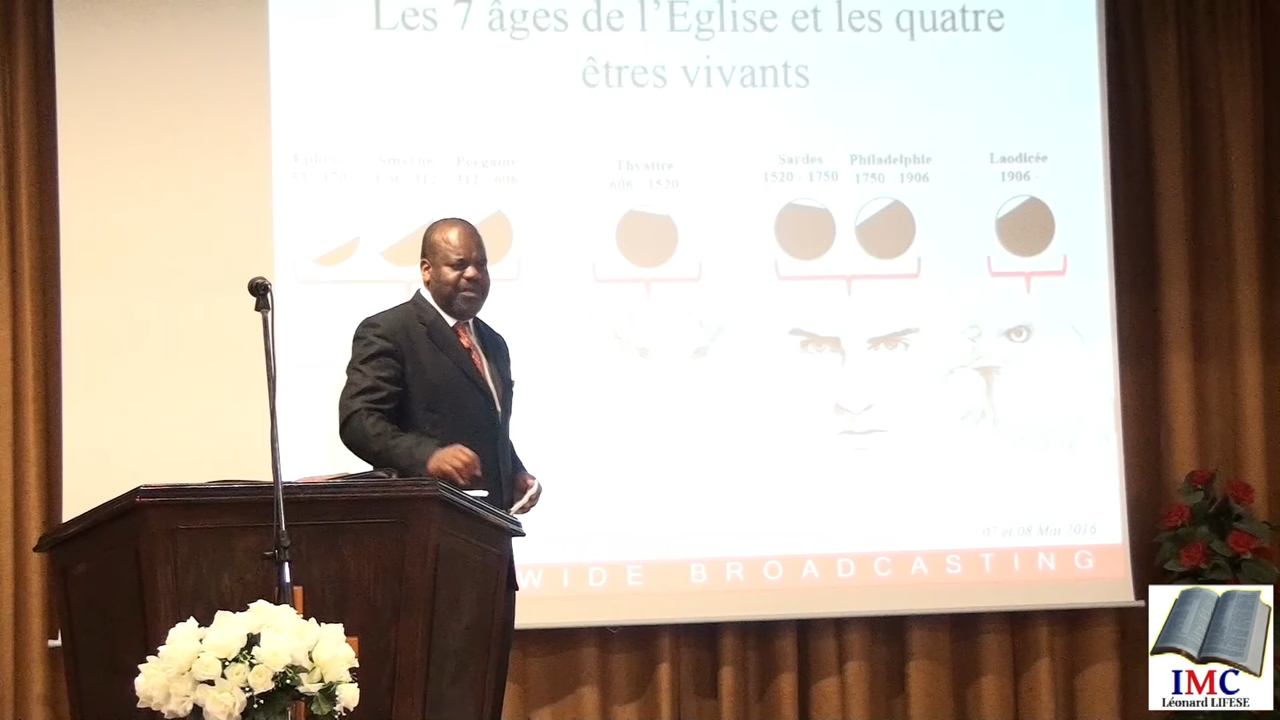 Les 7 âges de l'Eglise et les quatre
êtres vivants
Thyatire
606 - 1520
Sardes
1520 - 1750
Philadelphie
1750 - 1906
Laodicée
1906 -
07 et 08 Mai 2016
WIDE BROADCASTING
IMC
Léonard LIFESE